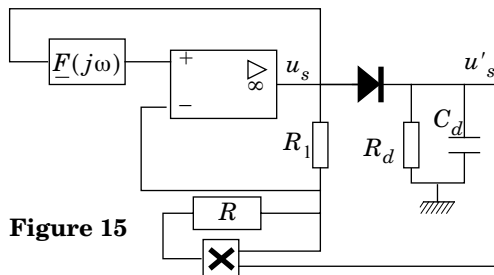 F(jω)
+
−
▷
∞
u_s
u'_s
R_1
R_d
C_d
R
Figure 15